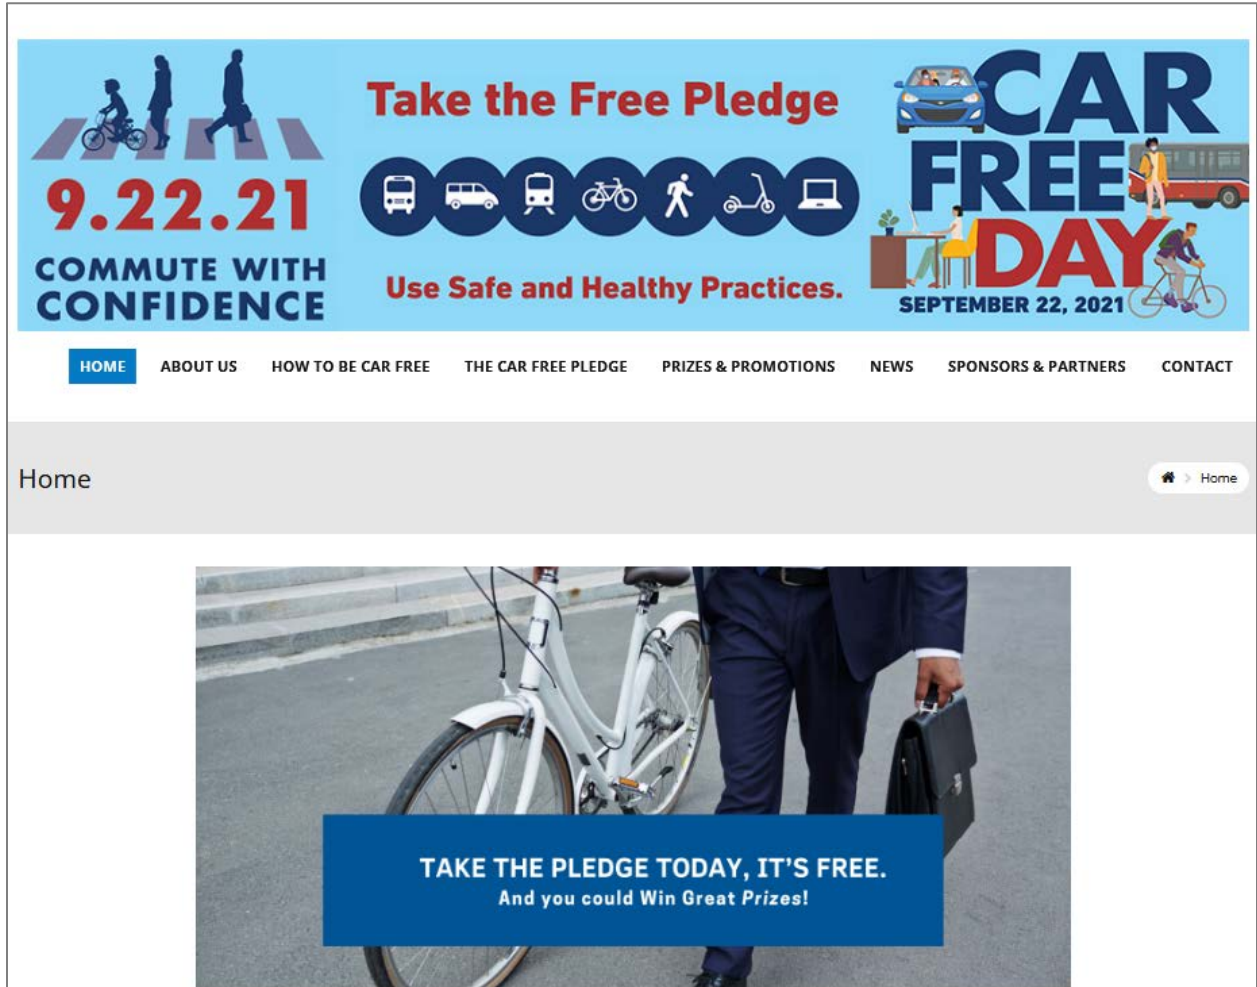 9.22.21
COMMUTE WITH
CONFIDENCE
Take the Free Pledge
Use Safe and Healthy Practices.
CAR
FREE
DAY
SEPTEMBER 22, 2021
HOME ABOUT US HOW TO BE CAR FREE THE CAR FREE PLEDGE PRIZES & PROMOTIONS NEWS SPONSORS & PARTNERS CONTACT
Home
> Home
TAKE THE PLEDGE TODAY, IT'S FREE.
And you could Win Great Prizes!